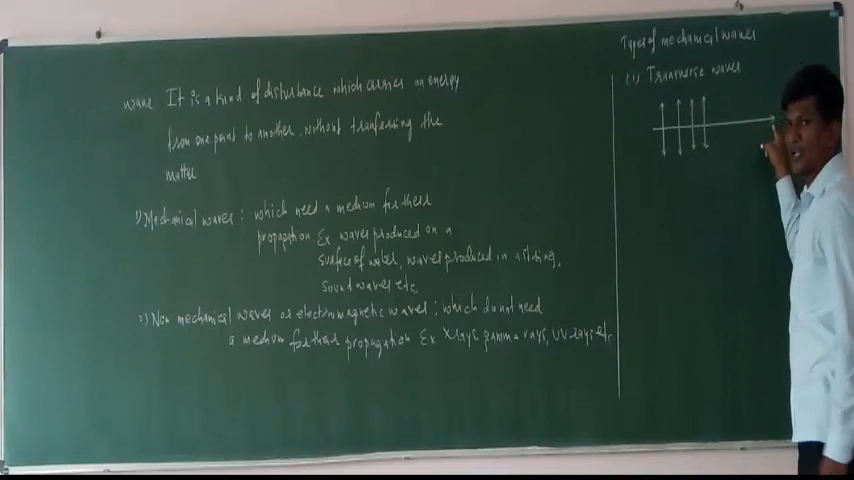 wave It is a kind of disturbance which carries an energy
from one point to another, without tranferring the
matter
1) Mechanical waves: which need a medium for their
propagation Ex waves produced on a
surface of water, waves produced in a string,
sound waves etc.
2) Non mechanical waves or electromagnetic waves: which do not need
a medium for their propagation Ex X rays gamma rays, UV rays etc
Types of mechanical waves
(1) Transverse waves